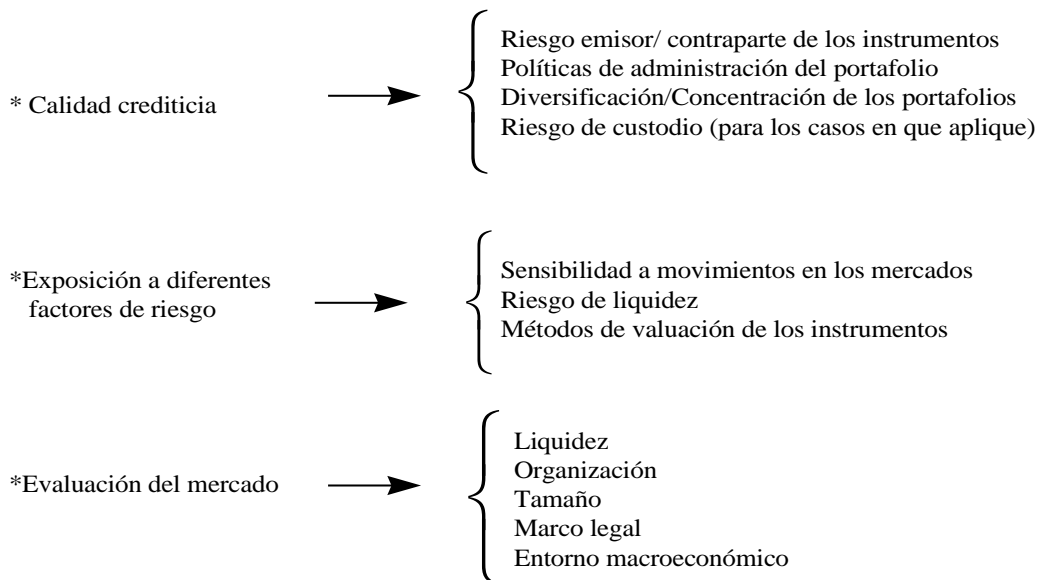 * Calidad crediticia
Riesgo emisor/ contraparte de los instrumentos
Políticas de administración del portafolio
Diversificación/Concentración de los portafolios
Riesgo de custodio (para los casos en que aplique)
*Exposición a diferentes
factores de riesgo
Sensibilidad a movimientos en los mercados
Riesgo de liquidez
Métodos de valuación de los instrumentos
*Evaluación del mercado
Liquidez
Organización
Tamaño
Marco legal
Entorno macroeconómico